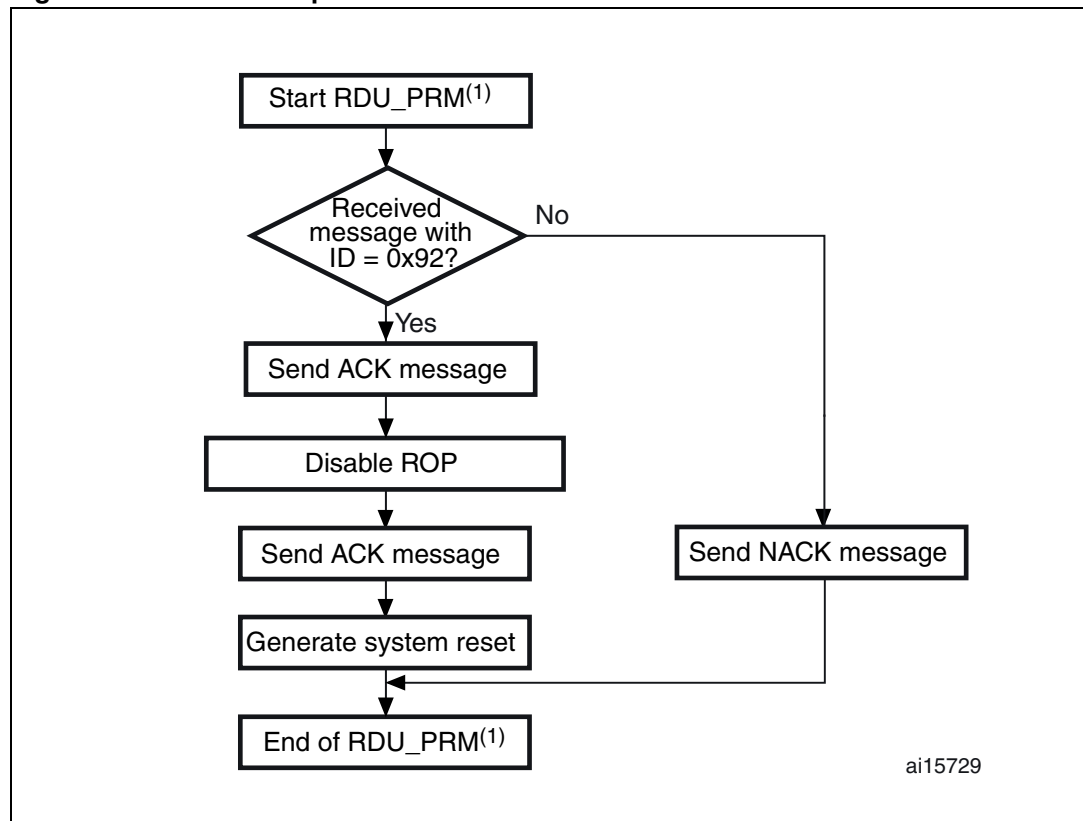 Start RDU_PRM(1)
Received
message with
ID = 0x92?
No
Yes
Send ACK message
Disable ROP
Send ACK message
Send NACK message
Generate system reset
End of RDU_PRM(1)
ai15729